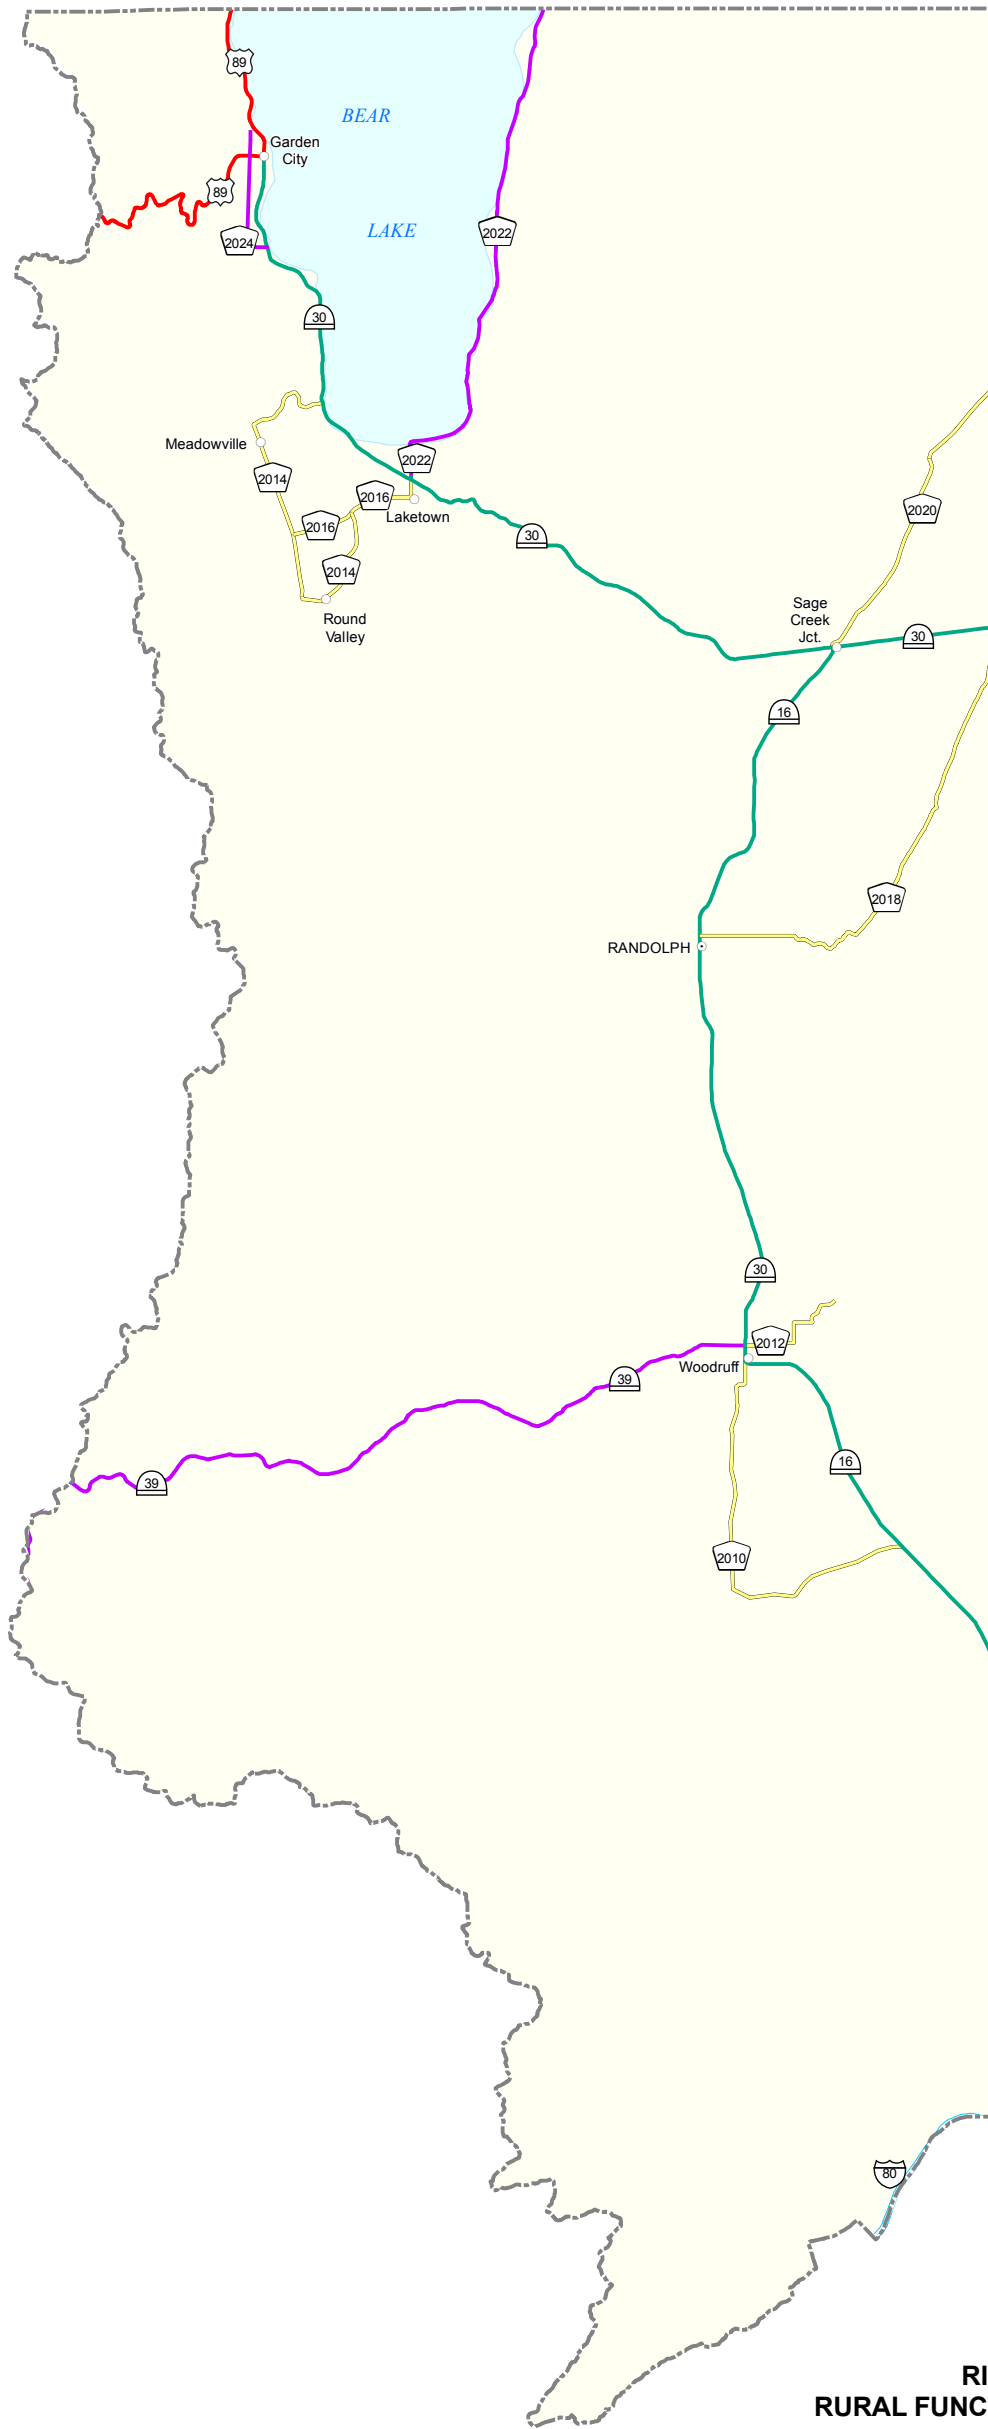 89
BEAR
Garden
City
89
LAKE
2022
2024
30
Meadowville
2022
2014
2016
Laketown
2016
2020
30
2014
Sage
Creek
Jct.
Round
Valley
30
16
2018
RANDOLPH
30
2012
Woodruff
39
16
39
2010
80
RI
RURAL FUNC